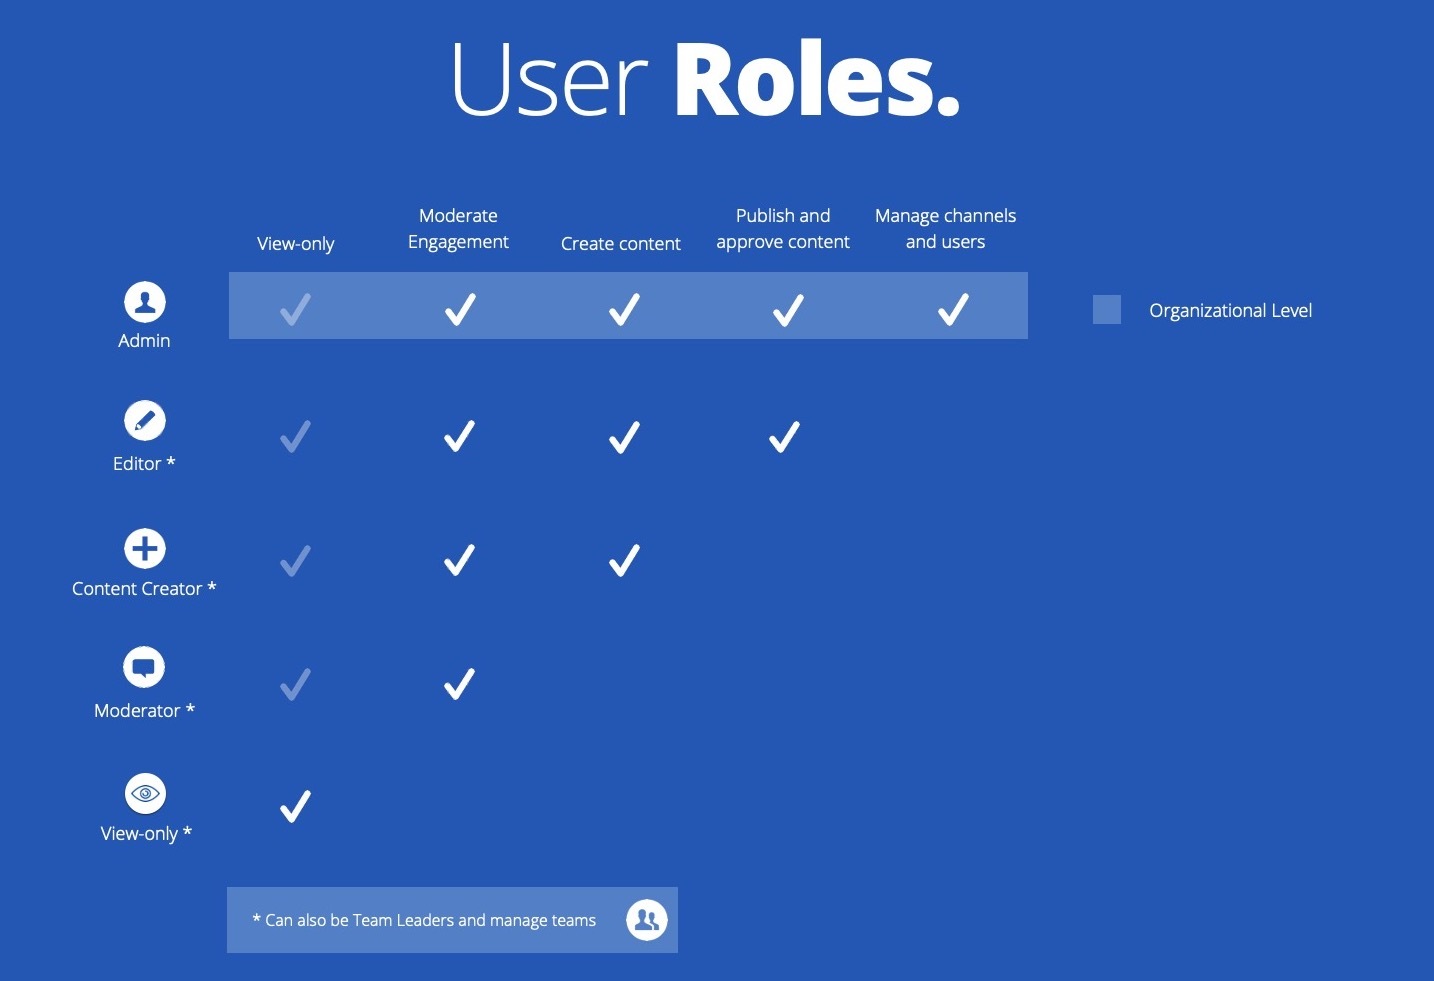 User Roles.
View-only
Moderate
Engagement
Create content
Publish and
approve content
Manage channels
and users
Admin
Organizational Level
Editor *
Content Creator *
Moderator *
View-only *
* Can also be Team Leaders and manage teams